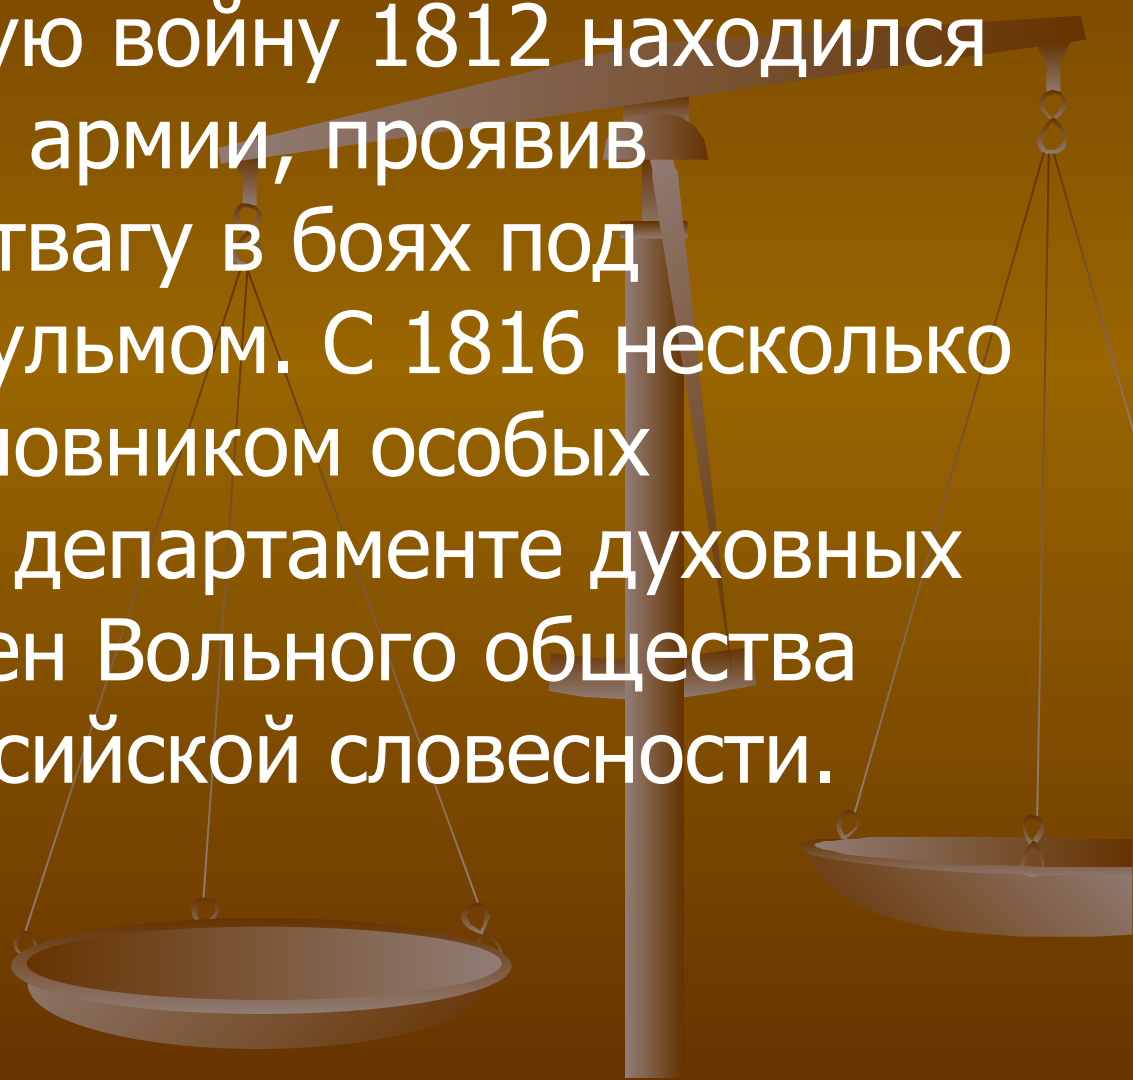 ую войну 1812 находился
армии, проявив
твагу в боях под
ульмом. С 1816 несколько
новником особых
департаменте духовных
ен Вольного общества
сийской словесности.